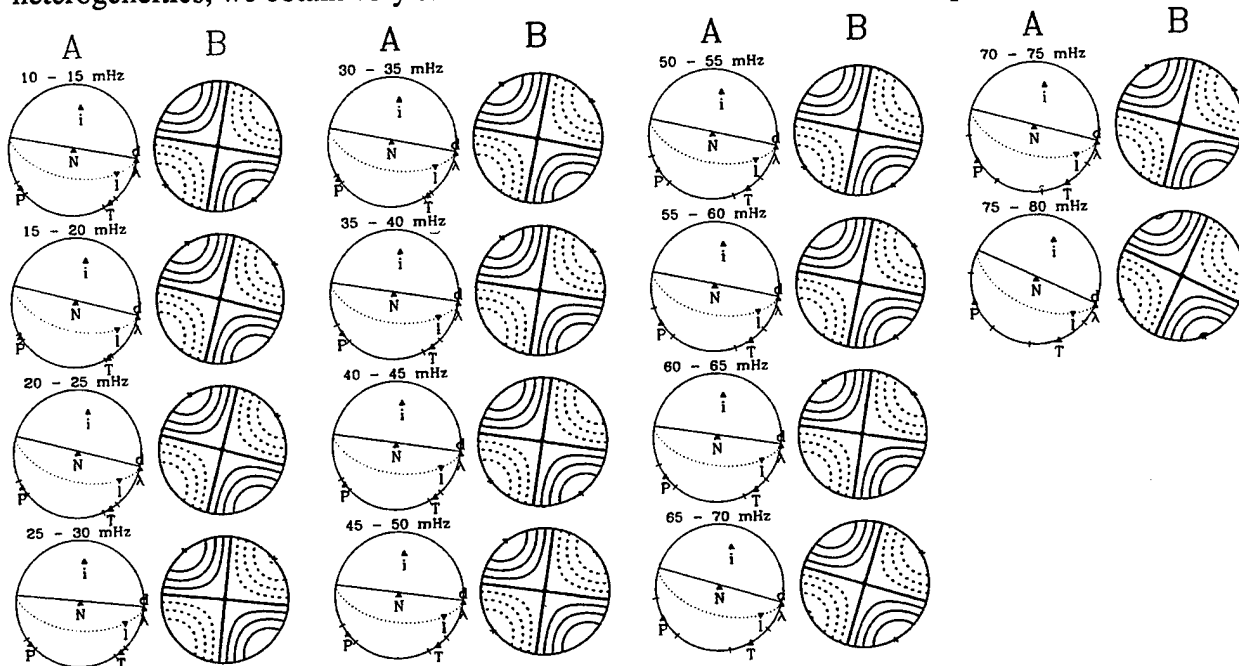 heterogeneities, we obtain
A B
10 - 15 mHz
i
N
d
λ
I
P
T
15 - 20 mHz
i
N
d
λ
I
P
T
20 - 25 mHz
i
N
d
λ
I
P
T
25 - 30 mHz
i
N
d
λ
I
P
T
A B
30 - 35 mHz
i
N
d
λ
I
P
T
35 - 40 mHz
i
N
d
λ
I
P
T
40 - 45 mHz
i
N
d
λ
I
P
T
45 - 50 mHz
i
N
d
λ
I
P
T
A B
50 - 55 mHz
i
N
d
λ
I
P
T
55 - 60 mHz
i
N
d
λ
I
P
T
60 - 65 mHz
i
N
d
λ
I
P
T
65 - 70 mHz
i
N
d
λ
I
P
T
A B
70 - 75 mHz
i
N
d
λ
I
P
T
75 - 80 mHz
i
N
d
λ
I
P
T